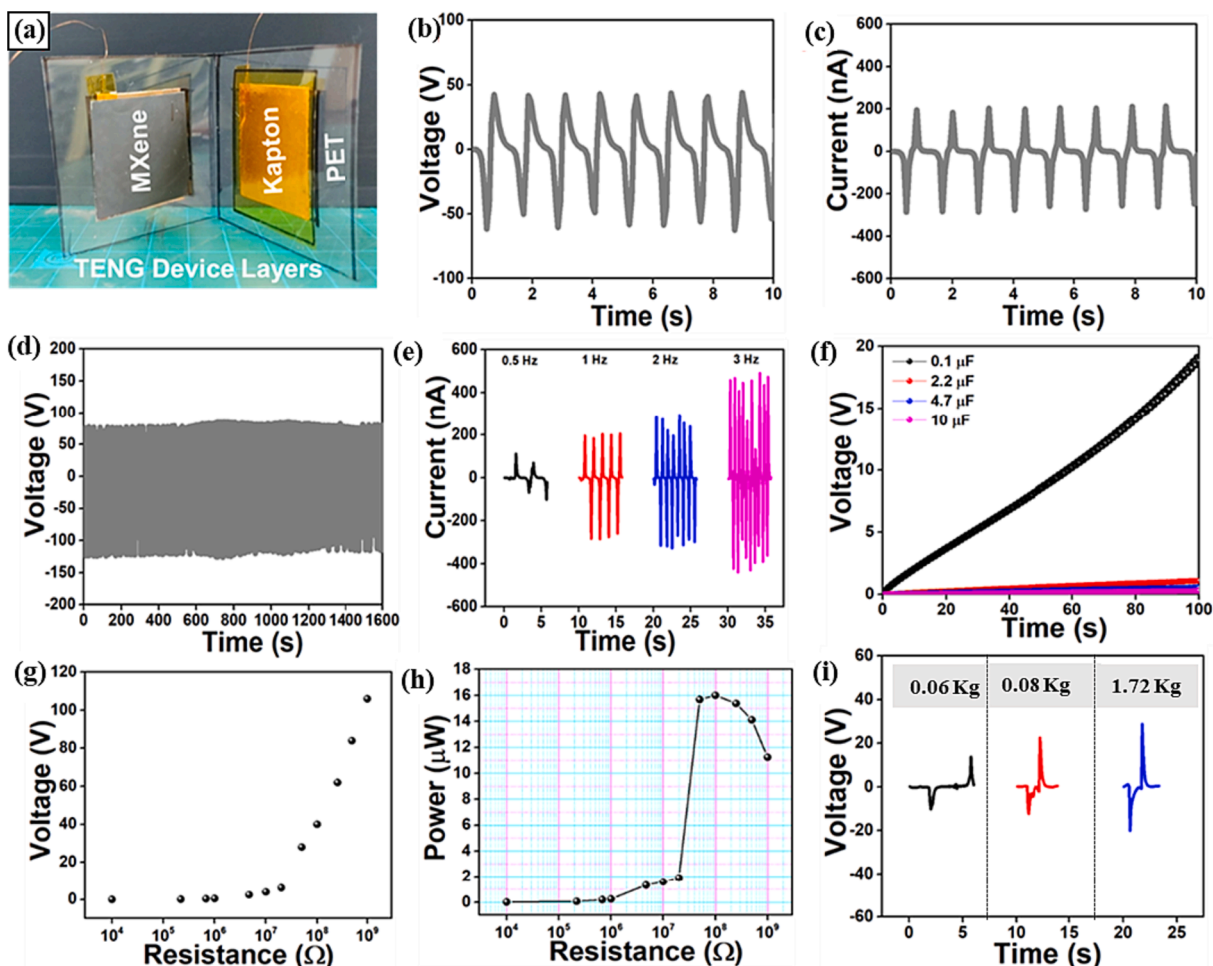 (a)
MXene
Kapton
PET
TENG Device Layers
(b)
Voltage (V)
100
50
0
-50
-100
0 2 4 6 8 10
Time (s)
(c)
Current (nA)
600
400
200
0
-200
-400
-600
0 2 4 6 8 10
Time (s)
(d)
Voltage (V)
200
150
100
50
0
-50
-100
-150
-200
0 200 400 600 800 1000 1200 1400 1600
Time (s)
(e)
Current (nA)
600
400
200
0
-200
-400
-600
0.5 Hz 1 Hz 2 Hz 3 Hz
0 5 10 15 20 25 30 35
Time (s)
(f)
Voltage (V)
20
15
10
5
0
0.1 µF
2.2 µF
4.7 µF
10 µF
0 20 40 60 80 100
Time (s)
(g)
Voltage (V)
120
100
80
60
40
20
0
10⁴ 10⁵ 10⁶ 10⁷ 10⁸ 10⁹
Resistance (Ω)
(h)
Power (µW)
18
16
14
12
10
8
6
4
2
0
10⁴ 10⁵ 10⁶ 10⁷ 10⁸ 10⁹
Resistance (Ω)
(i)
Voltage (V)
60
40
20
0
-20
-40
-60
0.06 Kg 0.08 Kg 1.72 Kg
0 5 10 15 20 25
Time (s)